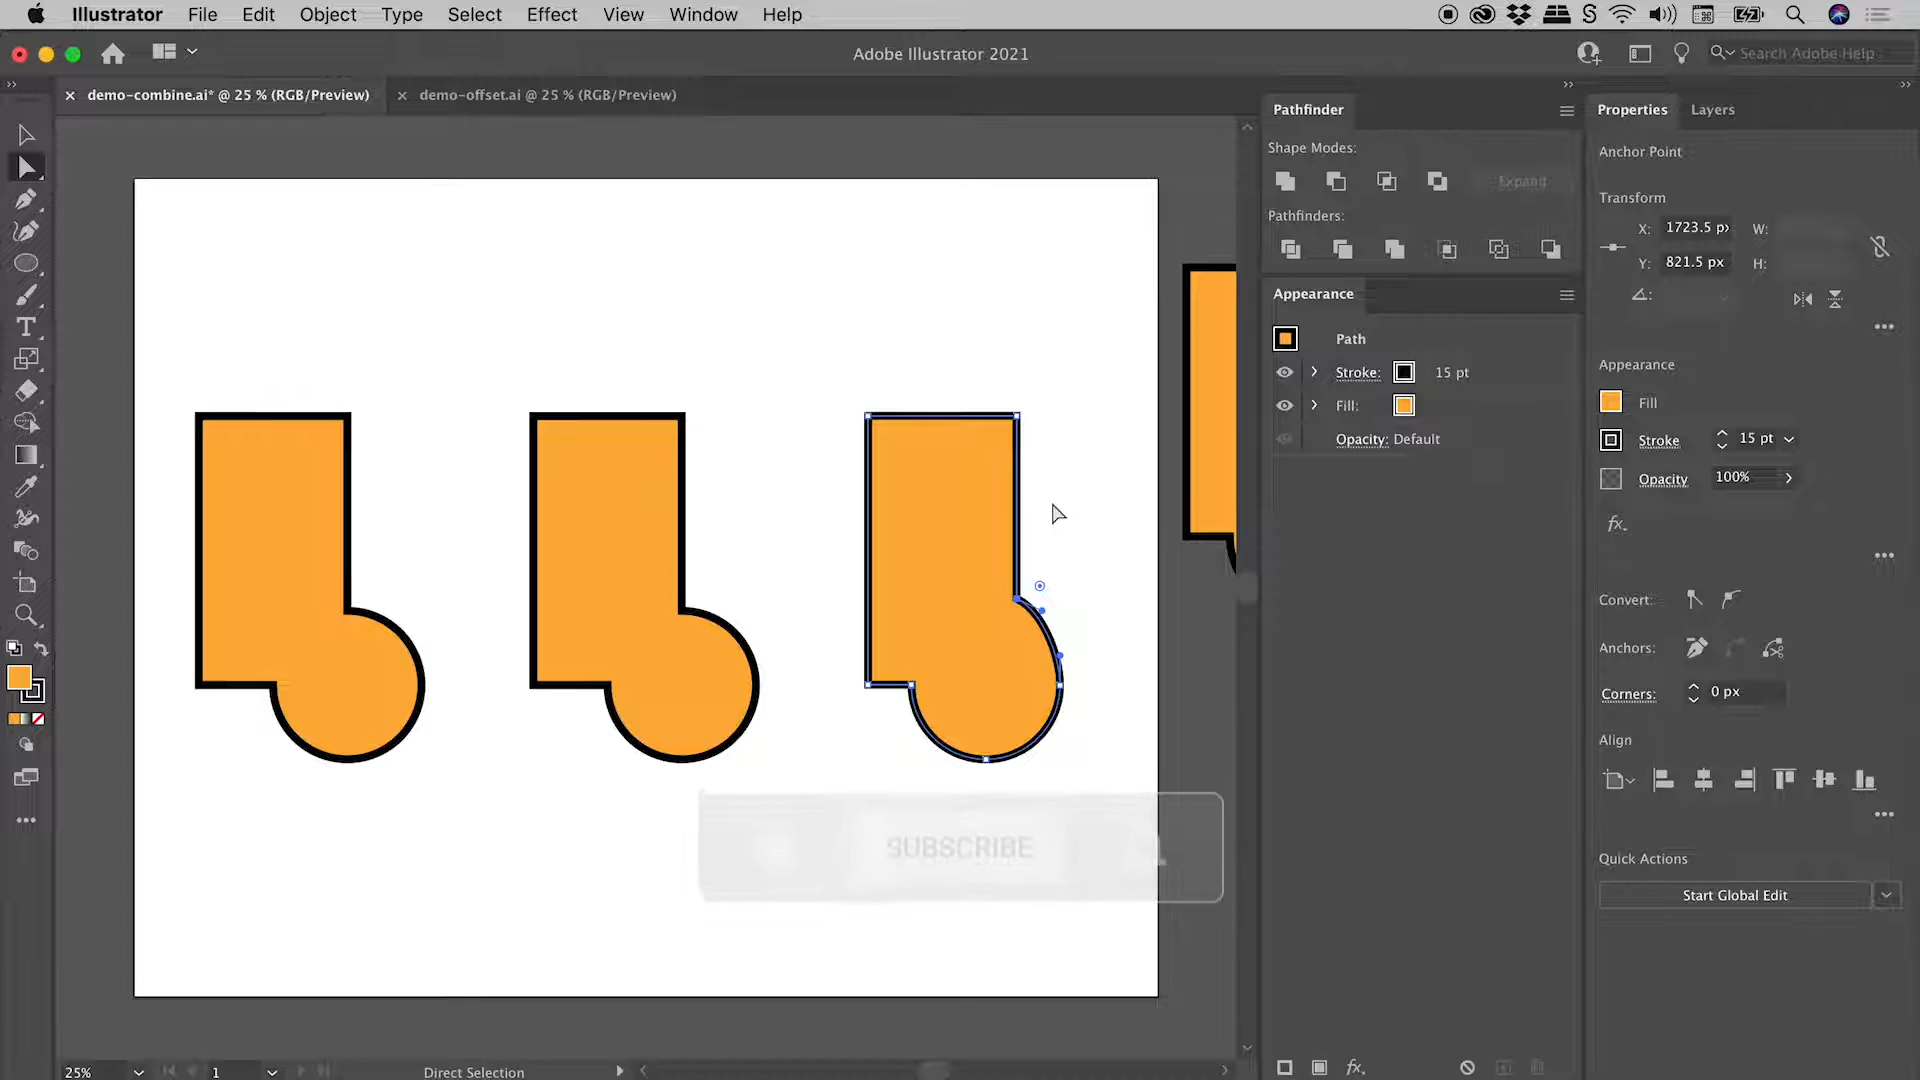 Illustrator File Edit Object Type Select Effect View Window Help
Adobe Illustrator 2021
Search Adobe Help
demo-combine.ai* @ 25 % (RGB/Preview)
demo-offset.ai @ 25 % (RGB/Preview)
Pathfinder
Shape Modes:
Expand
Pathfinders:
Appearance
Path
Stroke: 15 pt
Fill:
Opacity: Default
Properties Layers
Anchor Point
Transform
X: 1723.5 px W:
Y: 821.5 px H:
Appearance
Fill
Stroke 15 pt
Opacity 100%
fx.
Convert:
Anchors:
Corners: 0 px
Align
Quick Actions
Start Global Edit
SUBSCRIBE
25% 1 Direct Selection
fx.